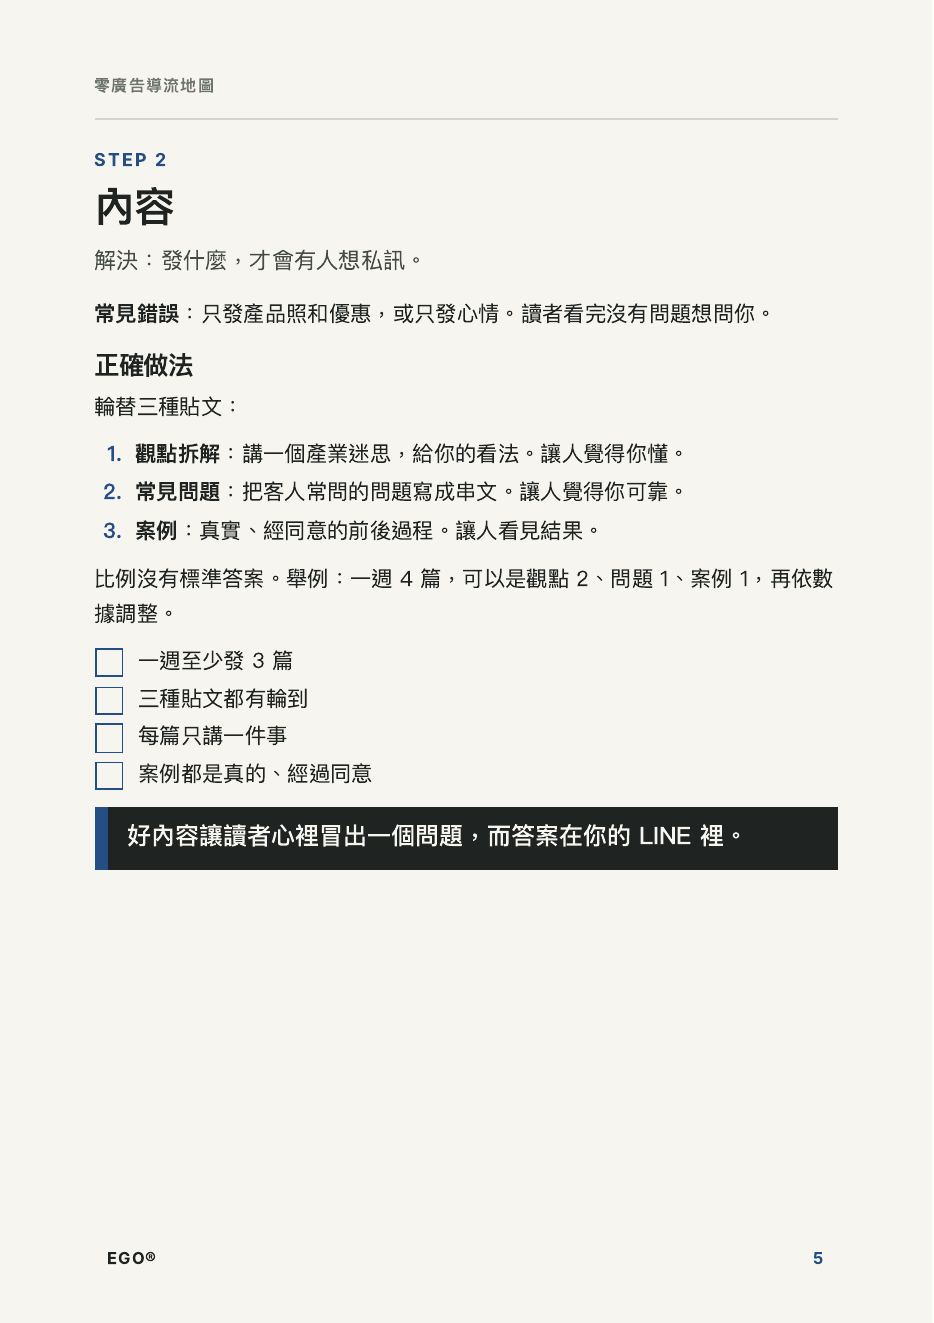 零廣告導流地圖
STEP 2
內容
解決：發什麼，才會有人想私訊。
常見錯誤：只發產品照和優惠，或只發心情。讀者看完沒有問題想問你。
正確做法
輪替三種貼文：
1. 觀點拆解：講一個產業迷思，給你的看法。讓人覺得你懂。
2. 常見問題：把客人常問的問題寫成串文。讓人覺得你可靠。
3. 案例：真實、經同意的前後過程。讓人看見結果。
比例沒有標準答案。舉例：一週 4 篇，可以是觀點 2、問題 1、案例 1，再依數
據調整。
一週至少發 3 篇
三種貼文都有輪到
每篇只講一件事
案例都是真的、經過同意
好內容讓讀者心裡冒出一個問題，而答案在你的 LINE 裡。
EGO®
5